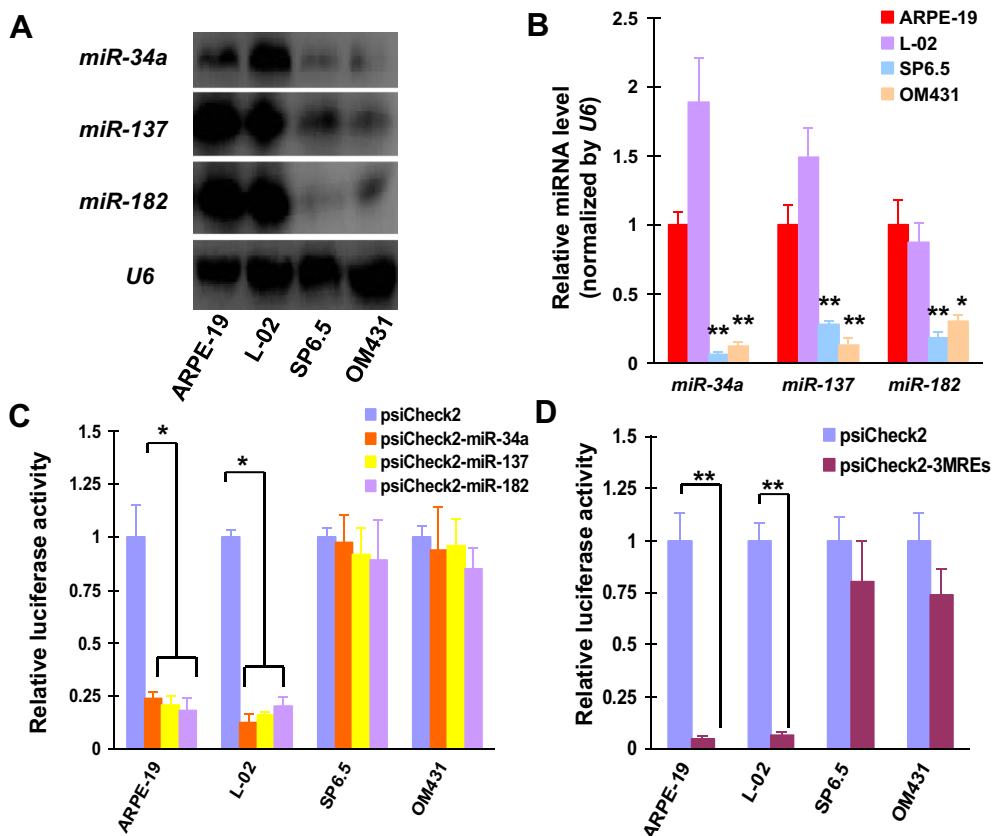 A
miR-34a
miR-137
miR-182
U6
ARPE-19
L-02
SP6.5
OM431
B
Relative miRNA level
(normalized by U6)
2.5
2
1.5
1
0.5
0
ARPE-19
L-02
SP6.5
OM431
** **
** **
** *
miR-34a
miR-137
miR-182
C
Relative luciferase activity
1.5
1.25
1
0.75
0.5
0.25
0
psiCheck2
psiCheck2-miR-34a
psiCheck2-miR-137
psiCheck2-miR-182
*
*
ARPE-19
L-02
SP6.5
OM431
D
Relative luciferase activity
1.5
1.25
1
0.75
0.5
0.25
0
psiCheck2
psiCheck2-3MREs
**
**
ARPE-19
L-02
SP6.5
OM431